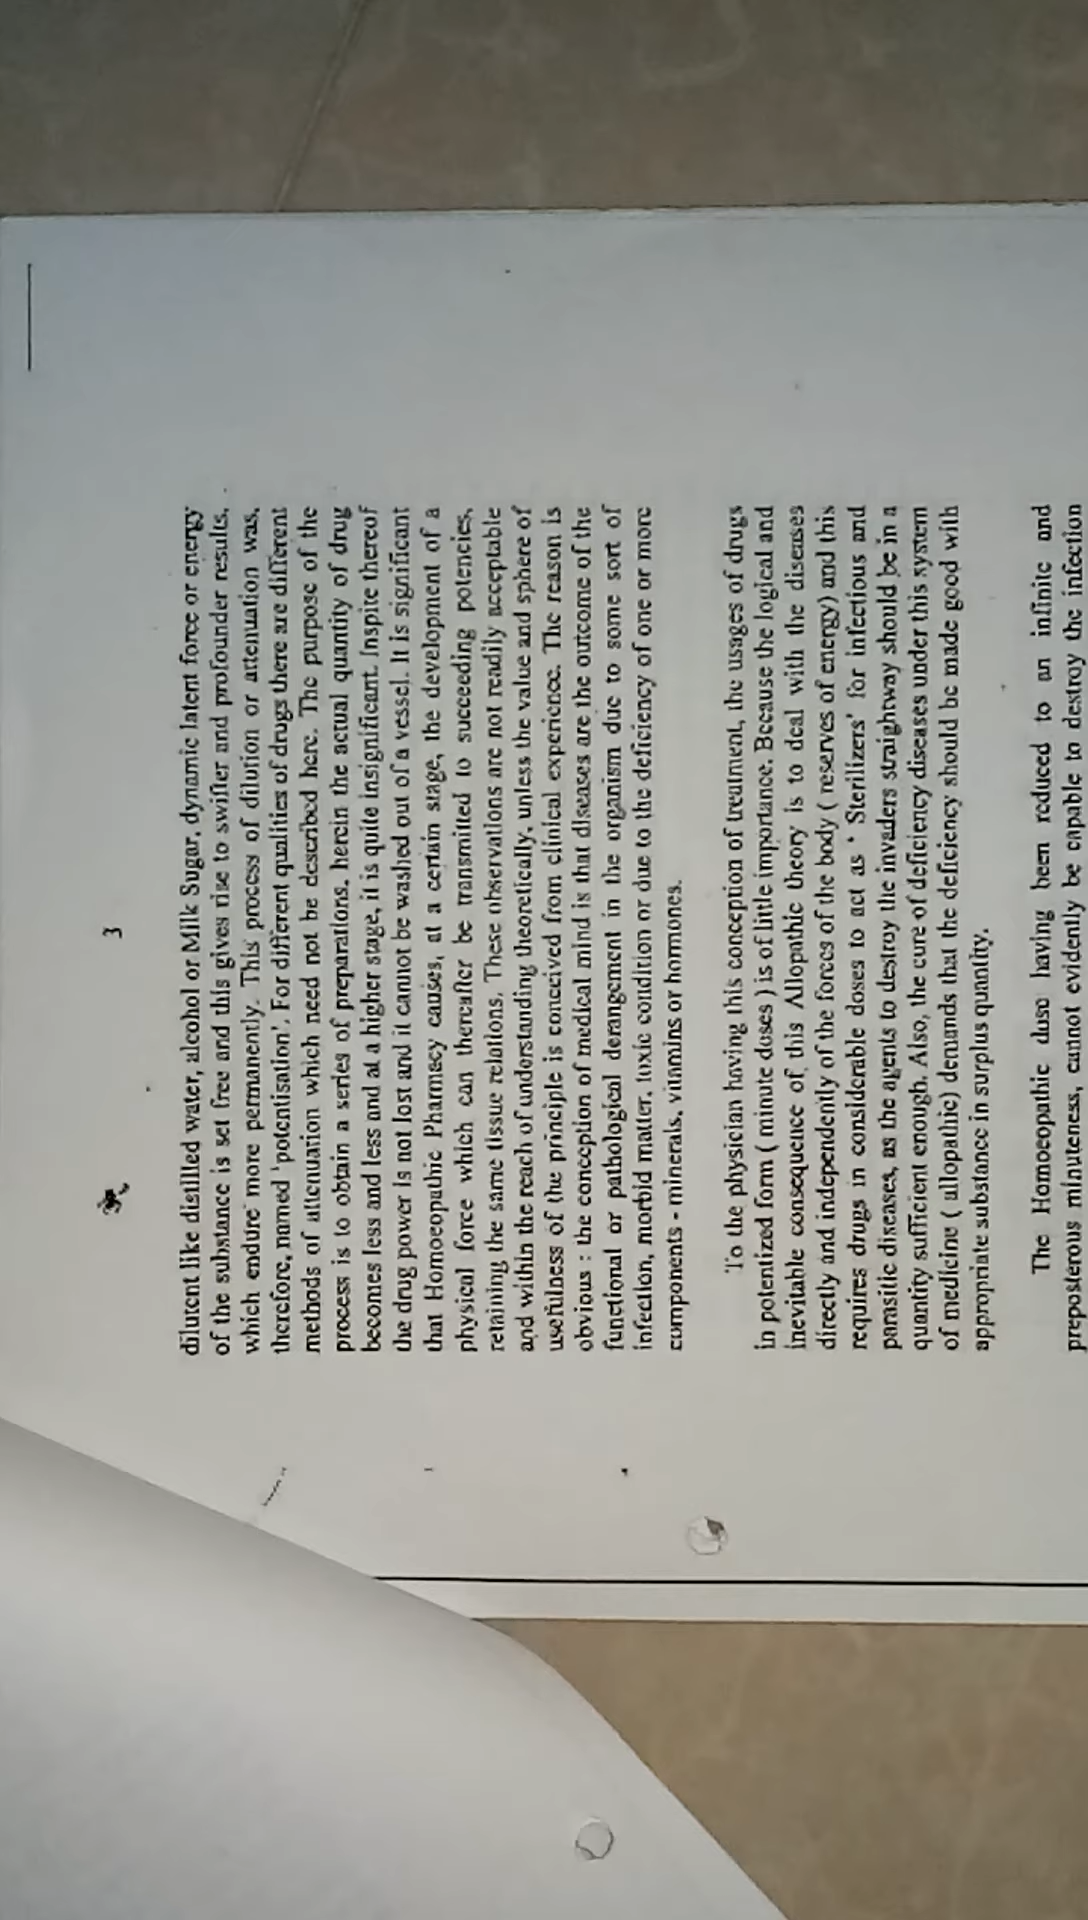 3
diluent like distilled water, alcohol or Milk Sugar, dynamic latent force or energy
of the substance is set free and this gives rise to swifter and profounder results,
which endure more permanently. This process of dilution or attenuation was,
therefore, named 'potentisation'. For different qualities of drugs there are different
methods of attenuation which need not be described here. The purpose of the
process is to obtain a series of preparations, herein the actual quantity of drug
becones less and less and at a higher stage, it is quite insignificant. Inspite thereof
the drug power is not lost and it cannot be washed out of a vessel. It is significant
that Homoeopathic Pharmacy causes, at a certain stage, the development of a
physical force which can thereafter be transmitted to succeeding potencies,
retaining the same tissue relations. These observations are not readily acceptable
and within the reach of understanding theoretically, unless the value and sphere of
usefulness of the principle is conceived from clinical experience. The reason is
obvious : the conception of medical mind is that diseases are the outcome of the
functional or pathological derangement in the organism due to some sort of
infection, morbid matter, toxic condition or due to the deficiency of one or more
components - minerals, vitamins or hormones.
To the physician having this conception of treatment, the usages of drugs
in potentized form ( minute doses ) is of little importance. Because the logical and
inevitable consequence of this Allopathic theory is to deal with the diseases
directly and independently of the forces of the body ( reserves of energy) and this
requires drugs in considerable doses to act as ' Sterilizers' for infectious and
parasitic diseases, as the agents to destroy the invaders straighrway should be in a
quantity sufficient enough. Also, the cure of deficiency diseases under this system
of medicine ( allopathic) demands that the deficiency should be made good with
appropriate substance in surplus quantity.
The Homoeopathic dose having been reduced to an infinite and
preposterous minuteness, cannot evidently be capable to destroy the infection